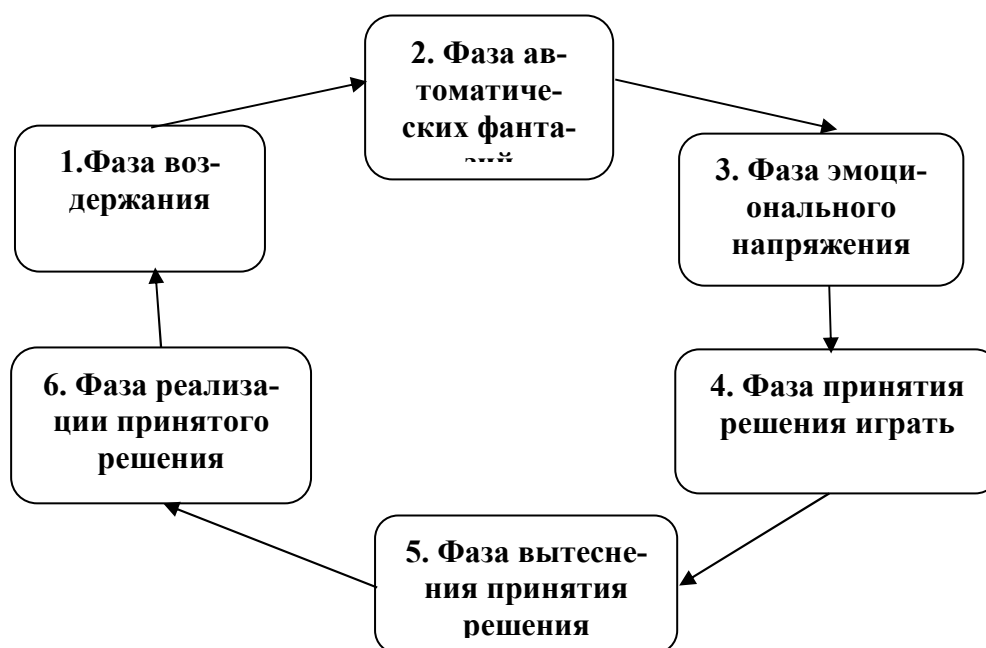 1.Фаза воз-
держания
2. Фаза ав-
томатиче-
ских фанта-
зий
3. Фаза эмоци-
онального
напряжения
4. Фаза принятия
решения играть
5. Фаза вытесне-
ния принятия
решения
6. Фаза реализа-
ции принятого
решения